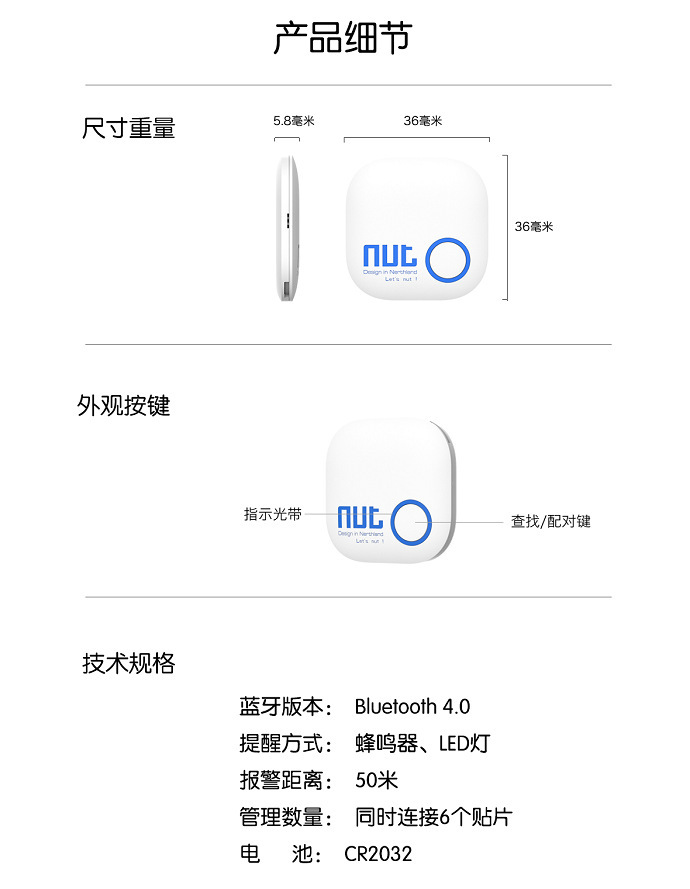 产品细节
尺寸重量
5.8毫米
36毫米
36毫米
nut
Design in Northland
Let's nut !
外观按键
指示光带
查找/配对键
nut
Design in Northland
Let's nut !
技术规格
蓝牙版本： Bluetooth 4.0
提醒方式： 蜂鸣器、LED灯
报警距离： 50米
管理数量： 同时连接6个贴片
电 池： CR2032